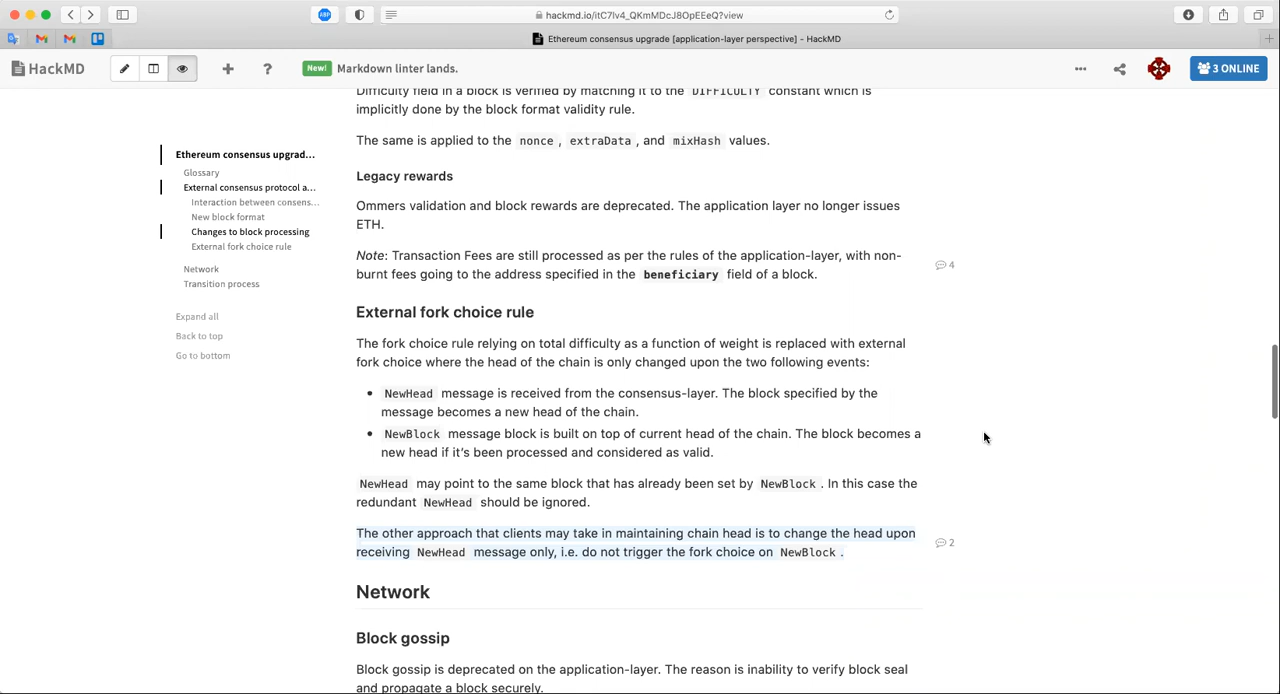 hackmd.io/itC7lv4_QKmMDcJ8OpEEeQ?view
Ethereum consensus upgrade [application-layer perspective] - HackMD
HackMD
New! Markdown linter lands.
3 ONLINE
Ethereum consensus upgrad...
Glossary
External consensus protocol a...
Interaction between consens...
New block format
Changes to block processing
External fork choice rule
Network
Transition process
Expand all
Back to top
Go to bottom
Difficulty field in a block is verified by matching it to the DIFFICULTY constant which is
implicitly done by the block format validity rule.
The same is applied to the nonce , extraData , and mixHash values.
Legacy rewards
Ommers validation and block rewards are deprecated. The application layer no longer issues
ETH.
Note: Transaction Fees are still processed as per the rules of the application-layer, with non-
burnt fees going to the address specified in the beneficiary field of a block.
4
External fork choice rule
The fork choice rule relying on total difficulty as a function of weight is replaced with external
fork choice where the head of the chain is only changed upon the two following events:
• NewHead message is received from the consensus-layer. The block specified by the
message becomes a new head of the chain.
• NewBlock message block is built on top of current head of the chain. The block becomes a
new head if it's been processed and considered as valid.
NewHead may point to the same block that has already been set by NewBlock . In this case the
redundant NewHead should be ignored.
The other approach that clients may take in maintaining chain head is to change the head upon
receiving NewHead message only, i.e. do not trigger the fork choice on NewBlock .
2
Network
Block gossip
Block gossip is deprecated on the application-layer. The reason is inability to verify block seal
and propagate a block securely.